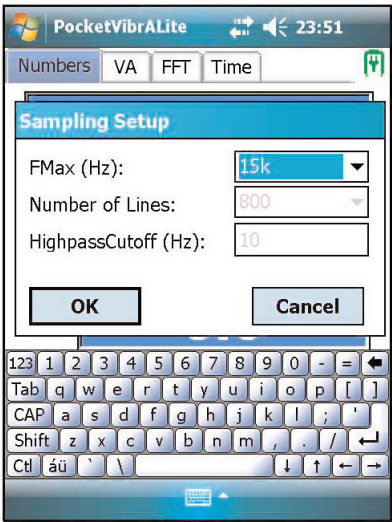 PocketVibrALite 23:51
Numbers VA FFT Time
Sampling Setup
FMax (Hz): 15k
Number of Lines: 800
HighpassCutoff (Hz): 10
OK Cancel
123 1 2 3 4 5 6 7 8 9 0 - =
Tab q w e r t y u i o p [ ]
CAP a s d f g h j k l ; '
Shift z x c v b n m , . /
Ctl áü ` \